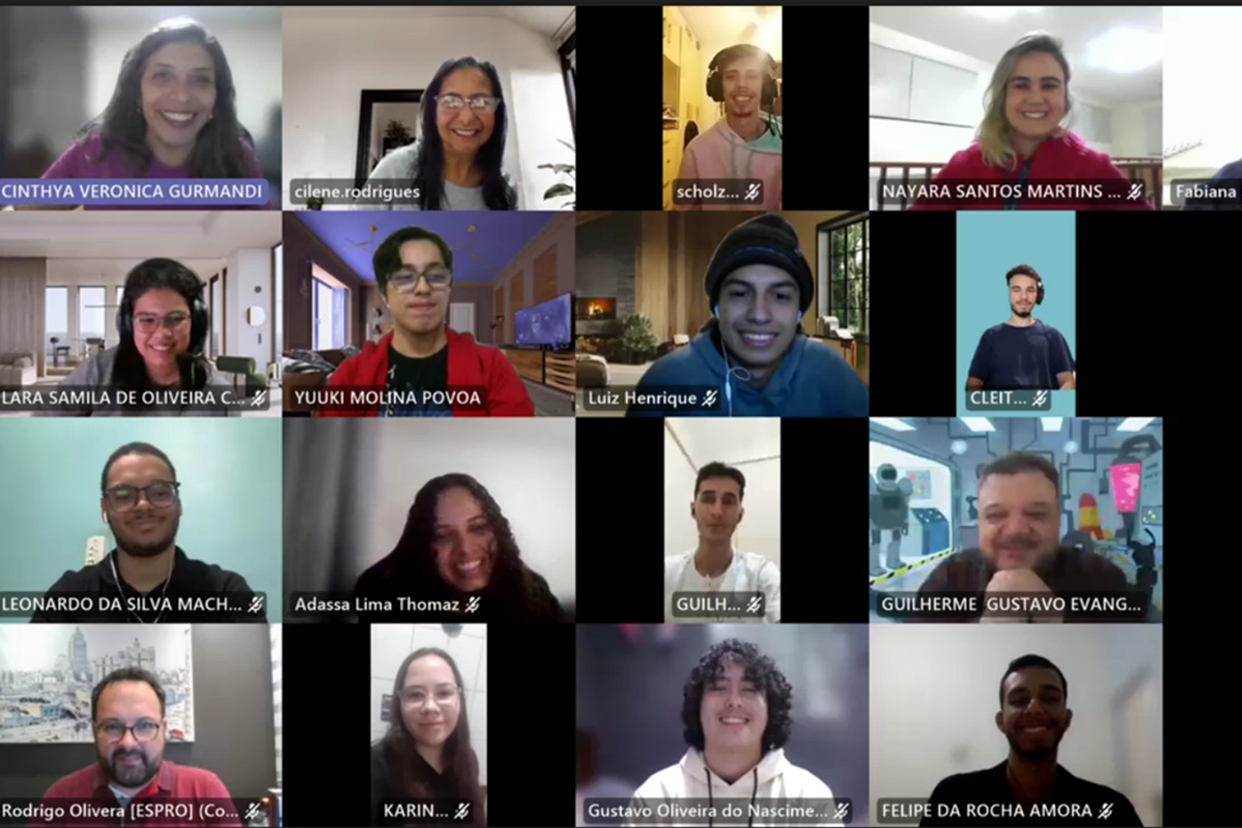 CINTHYA VERONICA GURMANDI
cilene.rodrigues
scholz...
NAYARA SANTOS MARTINS ...
Fabiana
LARA SAMILA DE OLIVEIRA C...
YUUKI MOLINA POVOA
Luiz Henrique
CLEIT...
LEONARDO DA SILVA MACH...
Adassa Lima Thomaz
GUILH...
GUILHERME GUSTAVO EVANG...
Rodrigo Olivera [ESPRO] (Co...
KARIN...
Gustavo Oliveira do Nascime...
FELIPE DA ROCHA AMORA